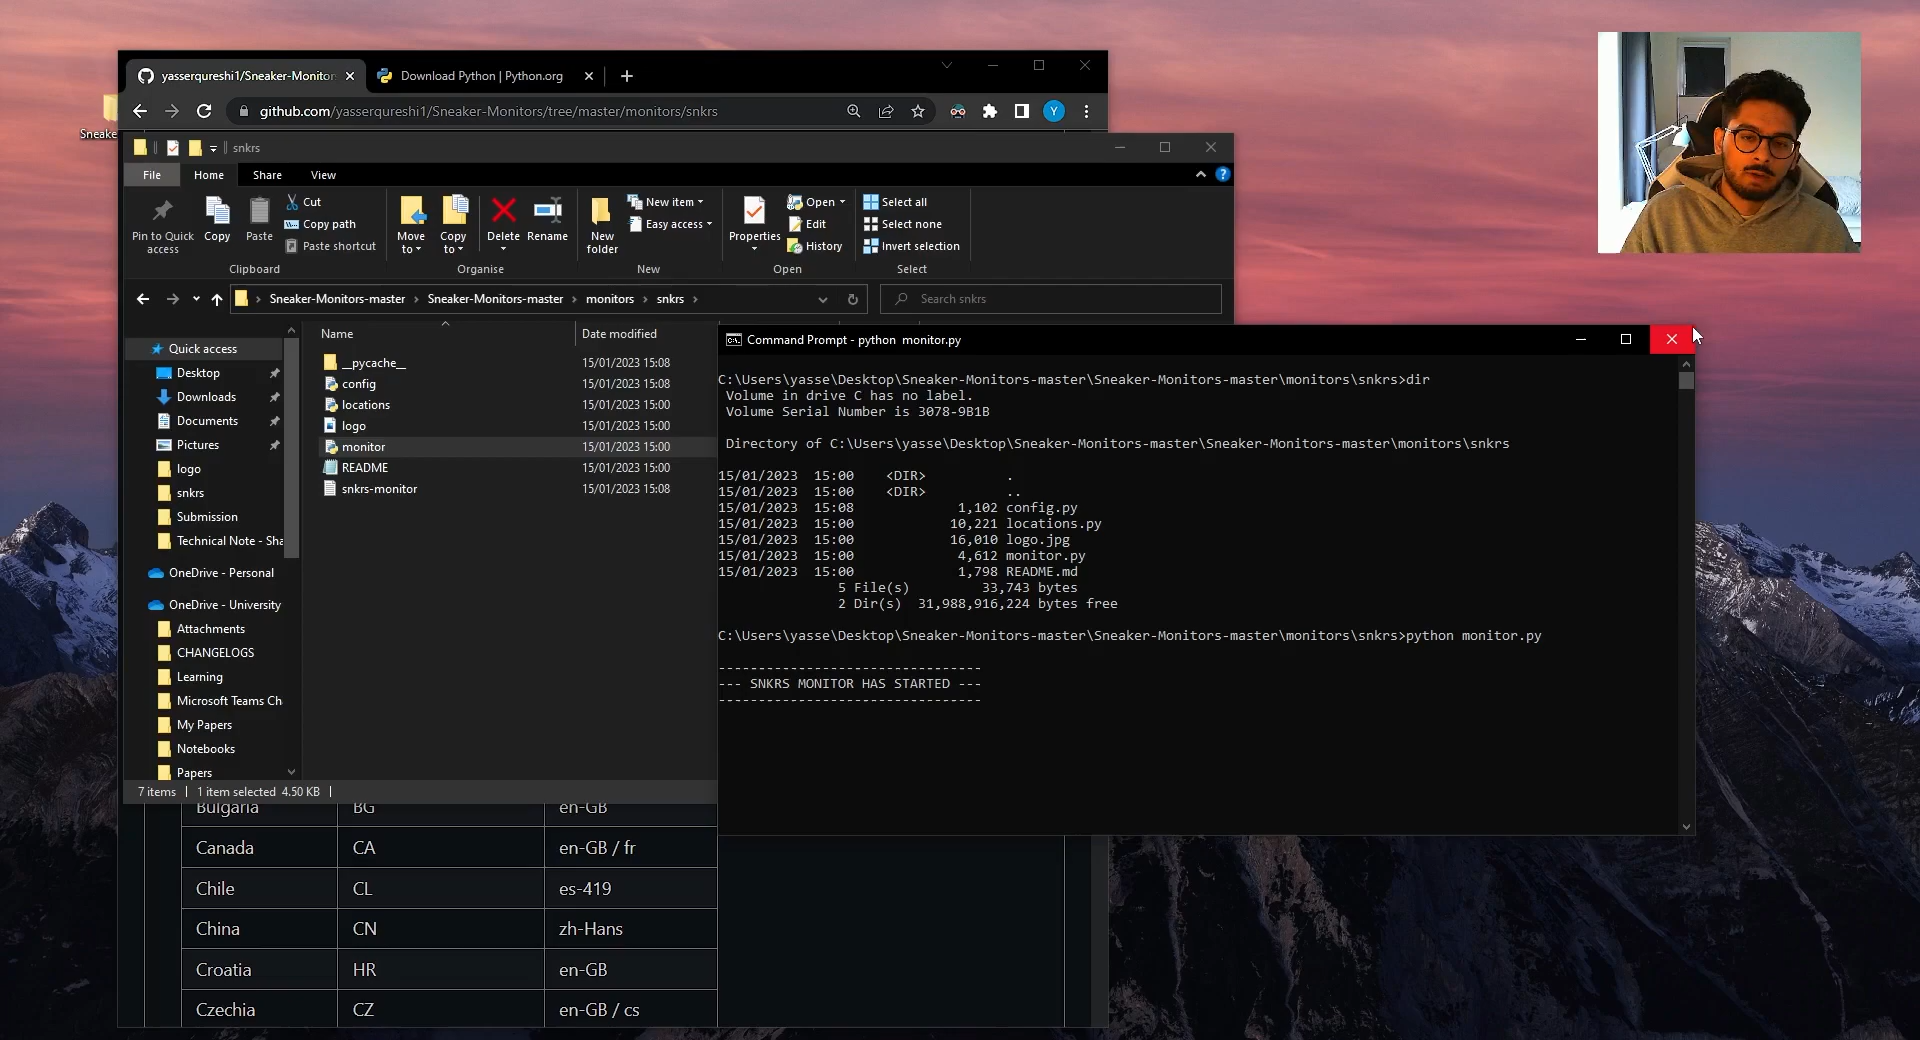 Sneake
yasserqureshi1/Sneaker-Monitor
Download Python | Python.org
github.com/yasserqureshi1/Sneaker-Monitors/tree/master/monitors/snkrs
Y
snkrs
File Home Share View
Pin to Quick access
Copy
Paste
Cut
Copy path
Paste shortcut
Clipboard
Move to
Copy to
Delete
Rename
Organise
New folder
New item
Easy access
New
Properties
Open
Edit
History
Open
Select all
Select none
Invert selection
Select
Sneaker-Monitors-master > Sneaker-Monitors-master > monitors > snkrs >
Search snkrs
Quick access
Desktop
Downloads
Documents
Pictures
logo
snkrs
Submission
Technical Note - Sha
OneDrive - Personal
OneDrive - University
Attachments
CHANGELOGS
Learning
Microsoft Teams Ch
My Papers
Notebooks
Papers
Name Date modified
__pycache__ 15/01/2023 15:08
config 15/01/2023 15:08
locations 15/01/2023 15:00
logo 15/01/2023 15:00
monitor 15/01/2023 15:00
README 15/01/2023 15:00
snkrs-monitor 15/01/2023 15:08
7 items | 1 item selected 4.50 KB |
Command Prompt - python monitor.py
C:\Users\yasse\Desktop\Sneaker-Monitors-master\Sneaker-Monitors-master\monitors\snkrs>dir
Volume in drive C has no label.
Volume Serial Number is 3078-9B1B
Directory of C:\Users\yasse\Desktop\Sneaker-Monitors-master\Sneaker-Monitors-master\monitors\snkrs
15/01/2023 15:00 <DIR> .
15/01/2023 15:00 <DIR> ..
15/01/2023 15:08 1,102 config.py
15/01/2023 15:00 10,221 locations.py
15/01/2023 15:00 16,010 logo.jpg
15/01/2023 15:00 4,612 monitor.py
15/01/2023 15:00 1,798 README.md
5 File(s) 33,743 bytes
2 Dir(s) 31,988,916,224 bytes free
C:\Users\yasse\Desktop\Sneaker-Monitors-master\Sneaker-Monitors-master\monitors\snkrs>python monitor.py
---------------------------------
--- SNKRS MONITOR HAS STARTED ---
---------------------------------
Bulgaria BG en-GB
Canada CA en-GB / fr
Chile CL es-419
China CN zh-Hans
Croatia HR en-GB
Czechia CZ en-GB / cs